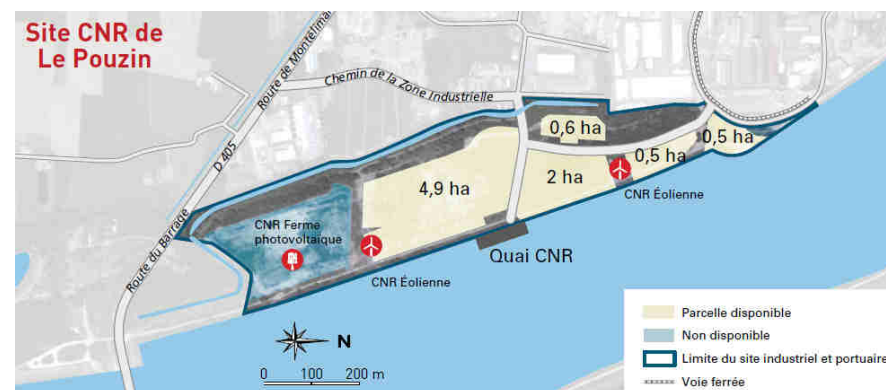 Site CNR de
Le Pouzin
Route de Montélimar
Chemin de la Zone Industrielle
D 405
Route du Barrage
0,6 ha
0,5 ha
0,5 ha
2 ha
4,9 ha
CNR Éolienne
CNR Ferme
photovoltaïque
Quai CNR
CNR Éolienne
N
0 100 200 m
Parcelle disponible
Non disponible
Limite du site industriel et portuaire
Voie ferrée